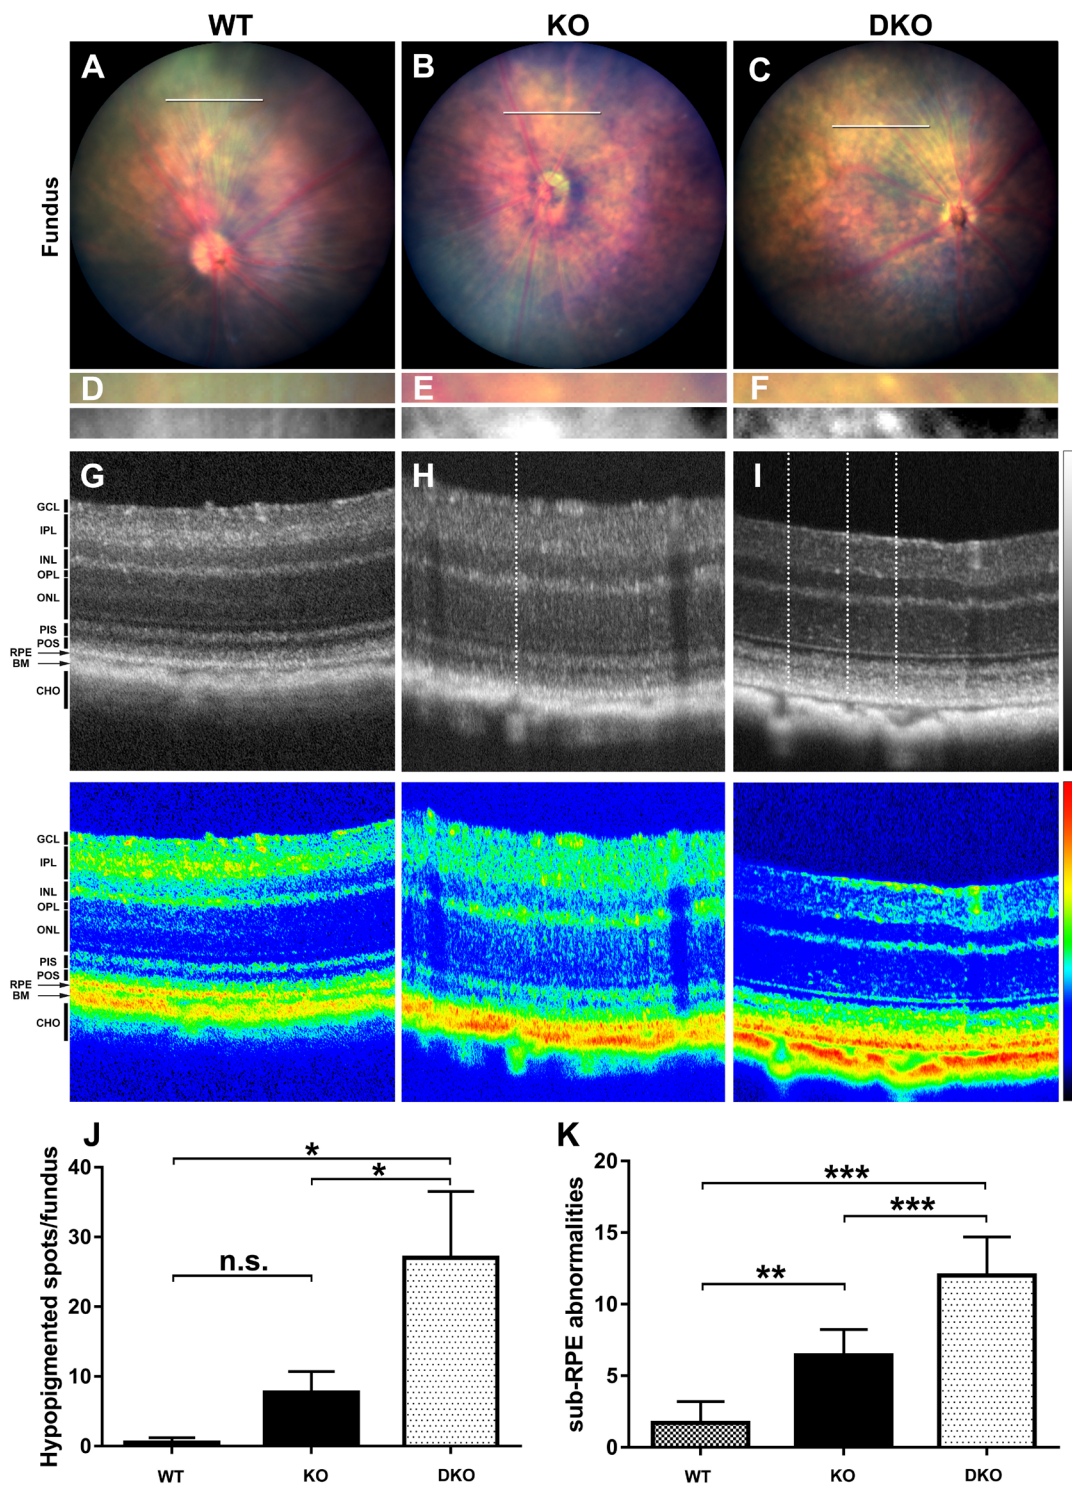 WT KO DKO
A B C
Fundus
D E F
G H I
GCL
IPL
INL
OPL
ONL
PIS
POS
RPE
BM
CHO
GCL
IPL
INL
OPL
ONL
PIS
POS
RPE
BM
CHO
J
Hypopigmented spots/fundus
40
30
20
10
0
*
*
n.s.
WT KO DKO
K
sub-RPE abnormalities
20
15
10
5
0
***
***
**
WT KO DKO